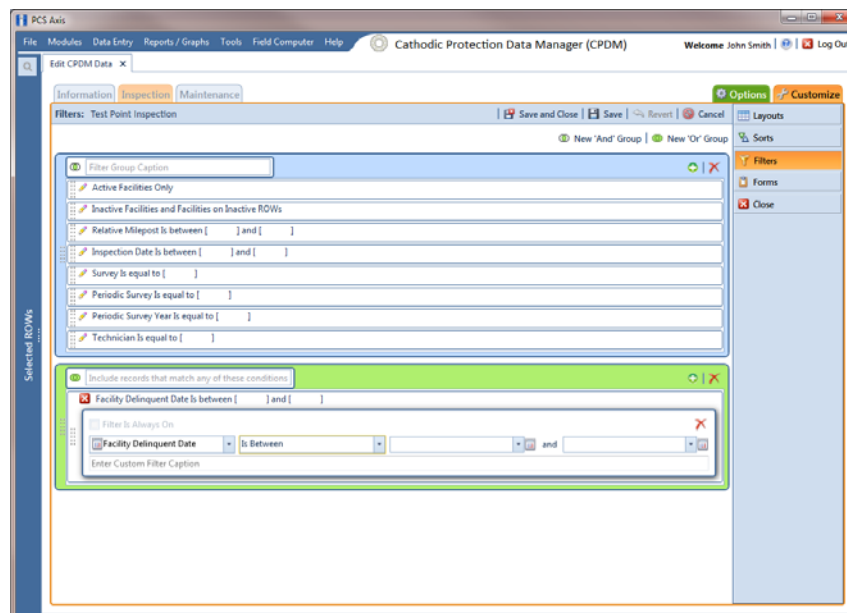 PCS Axis
File Modules Data Entry Reports / Graphs Tools Field Computer Help Cathodic Protection Data Manager (CPDM) Welcome John Smith | | Log Ou
Edit CPDM Data X
Information Inspection Maintenance Options Customize
Filters: Test Point Inspection | Save and Close | Save | Revert | Cancel
Layouts
New 'And' Group | New 'Or' Group
Sorts
Filters
Forms
Close
Filter Group Caption
Active Facilities Only
Inactive Facilities and Facilities on Inactive ROWs
Relative Milepost Is between [ ] and [ ]
Inspection Date Is between [ ] and [ ]
Survey Is equal to [ ]
Periodic Survey Is equal to [ ]
Periodic Survey Year Is equal to [ ]
Technician Is equal to [ ]
Selected ROWs
Include records that match any of these conditions
Facility Delinquent Date Is between [ ] and [ ]
Filter Is Always On
Facility Delinquent Date Is Between and
Enter Custom Filter Caption